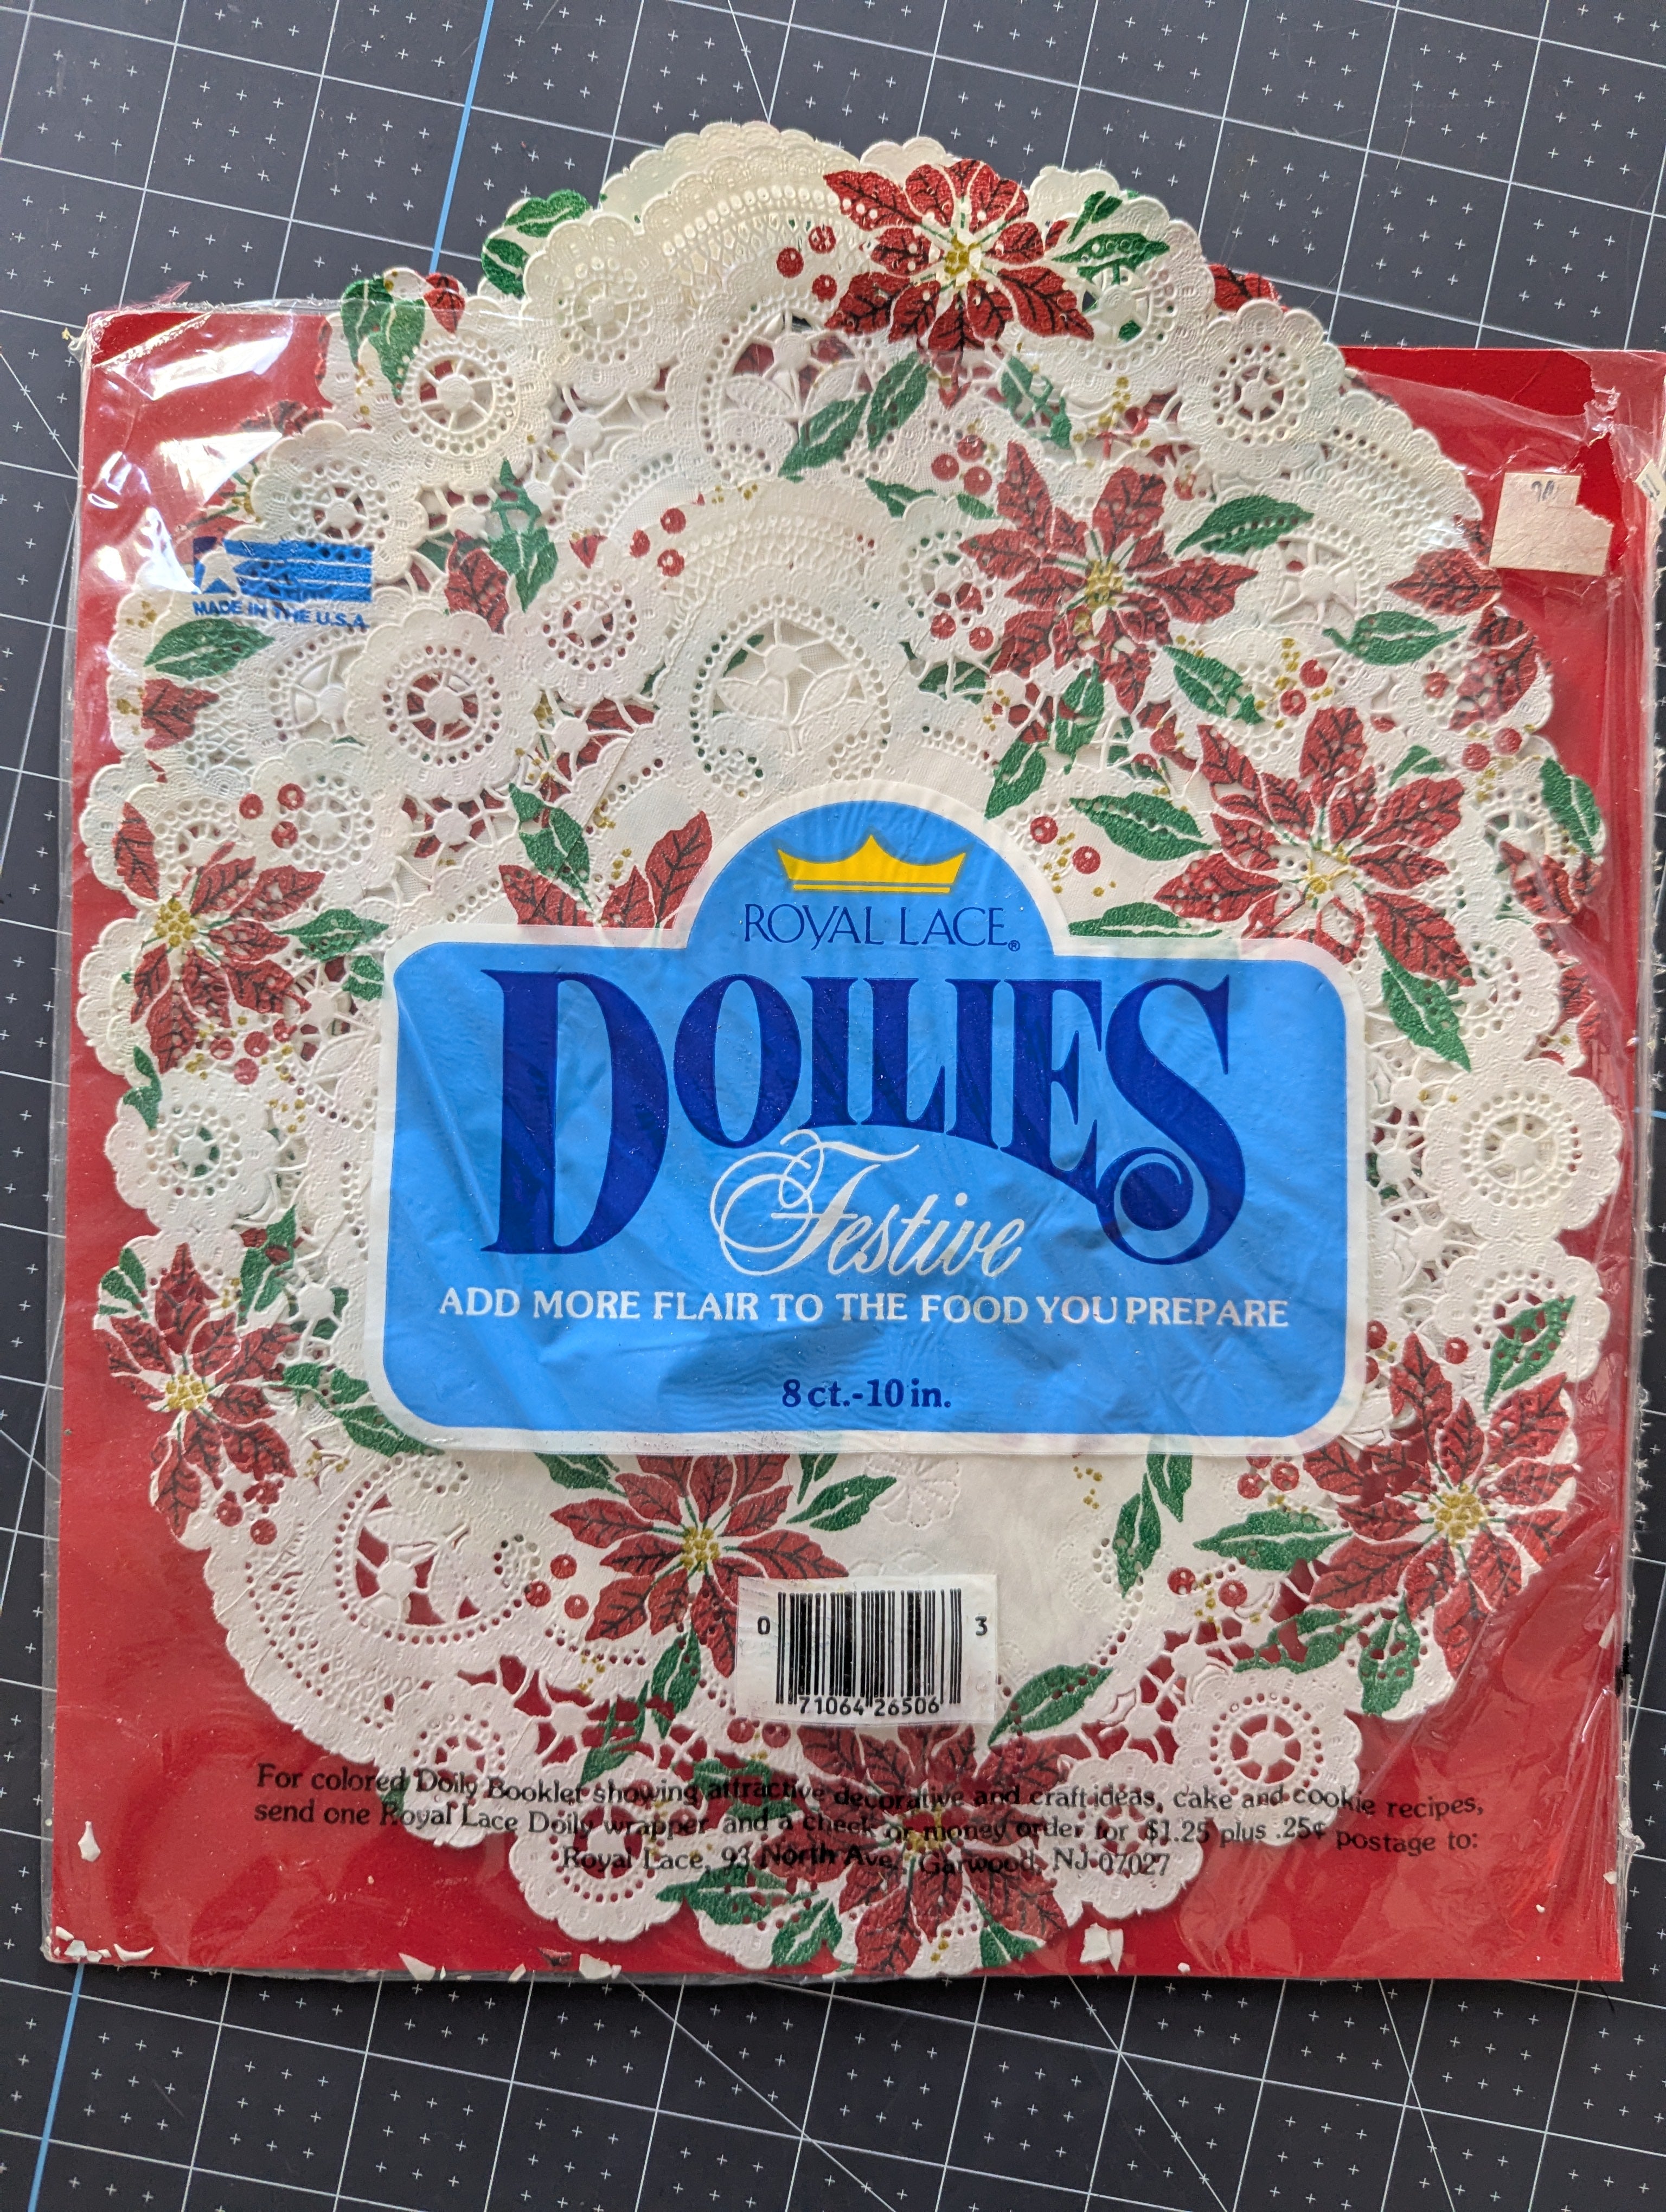 MADE IN THE U.S.A.
ROYAL LACE®
DOILIES
Festive
ADD MORE FLAIR TO THE FOOD YOU PREPARE
8 ct.-10 in.
0 3
71064 26506
For colored Doily Booklet showing attractive decorative and craft ideas, cake and cookie recipes,
send one Royal Lace Doily wrapper and a check or money order for $1.25 plus .25¢ postage to:
Royal Lace, 93 North Ave., Garwood, NJ 07027